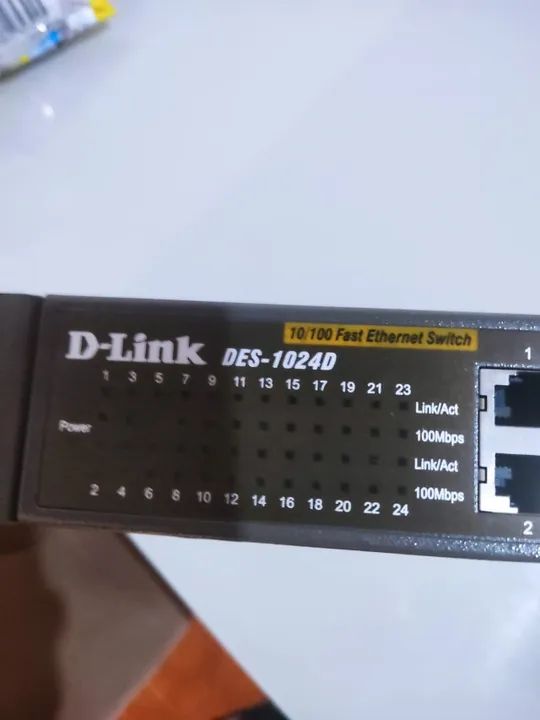 10/100 Fast Ethernet Switch
D-Link DES-1024D
1
1 3 5 7 9 11 13 15 17 19 21 23
Link/Act
Power
100Mbps
Link/Act
100Mbps
2 4 6 8 10 12 14 16 18 20 22 24
2